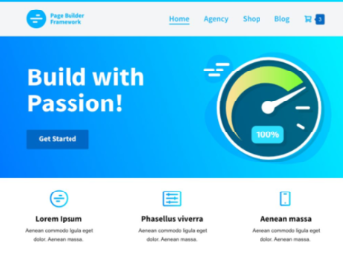 Page Builder
Framework
Home
Agency
Shop
Blog
Build with
Passion!
Get Started
100%
Lorem Ipsum
Aenean commodo ligula eget
dolor. Aenean massa.
Phasellus viverra
Aenean commodo ligula eget
dolor. Aenean massa.
Aenean massa
Aenean commodo ligula eget
dolor. Aenean massa.